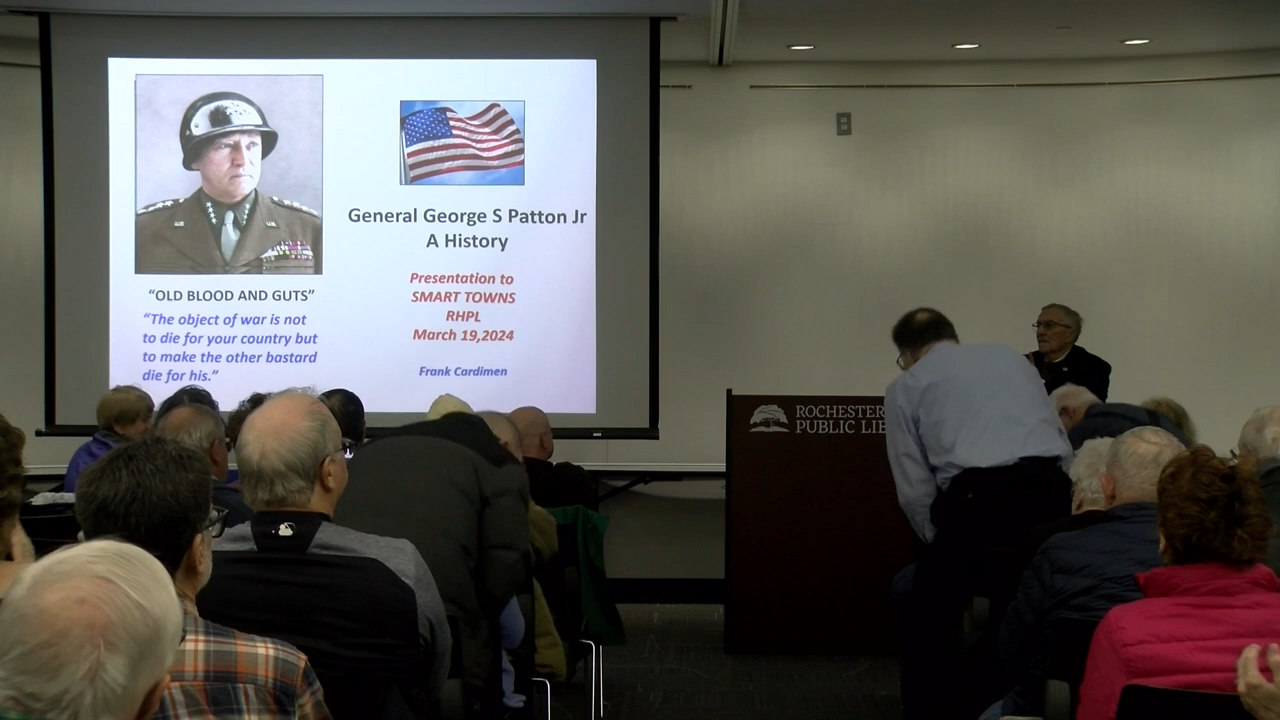 General George S Patton Jr
A History
"OLD BLOOD AND GUTS"
"The object of war is not
to die for your country but
to make the other bastard
die for his."
Presentation to
SMART TOWNS
RHPL
March 19,2024
Frank Cardimen
ROCHESTER
PUBLIC